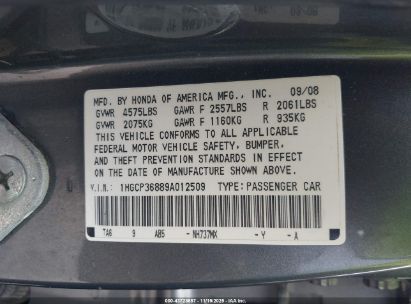 MFD. BY HONDA OF AMERICA MFG., INC. 09/08
GVWR 4575LBS GAWR F 2557LBS R 2061LBS
GVWR 2075KG GAWR F 1160KG R 935KG
THIS VEHICLE CONFORMS TO ALL APPLICABLE
FEDERAL MOTOR VEHICLE SAFETY, BUMPER,
AND THEFT PREVENTION STANDARDS IN EFFECT
ON THE DATE OF MANUFACTURE SHOWN ABOVE.
V.I.N.: 1HGCP36889A012509 TYPE: PASSENGER CAR
TA6 9 AB5 -NH737MX -Y -A